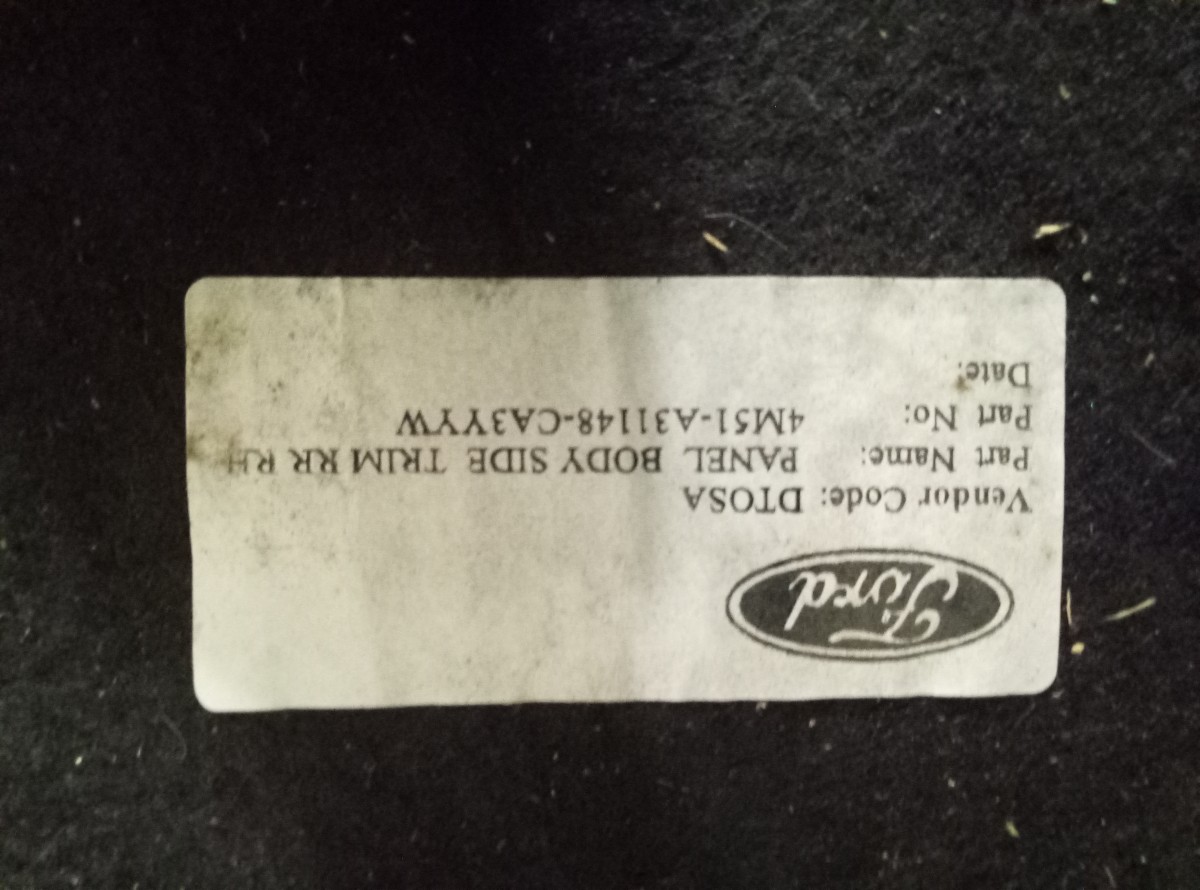 Ford
Vendor Code: DTOSA
Part Name: PANEL BODY SIDE TRIM RR RH
Part No: 4M51-A31148-CA3YYW
Date: